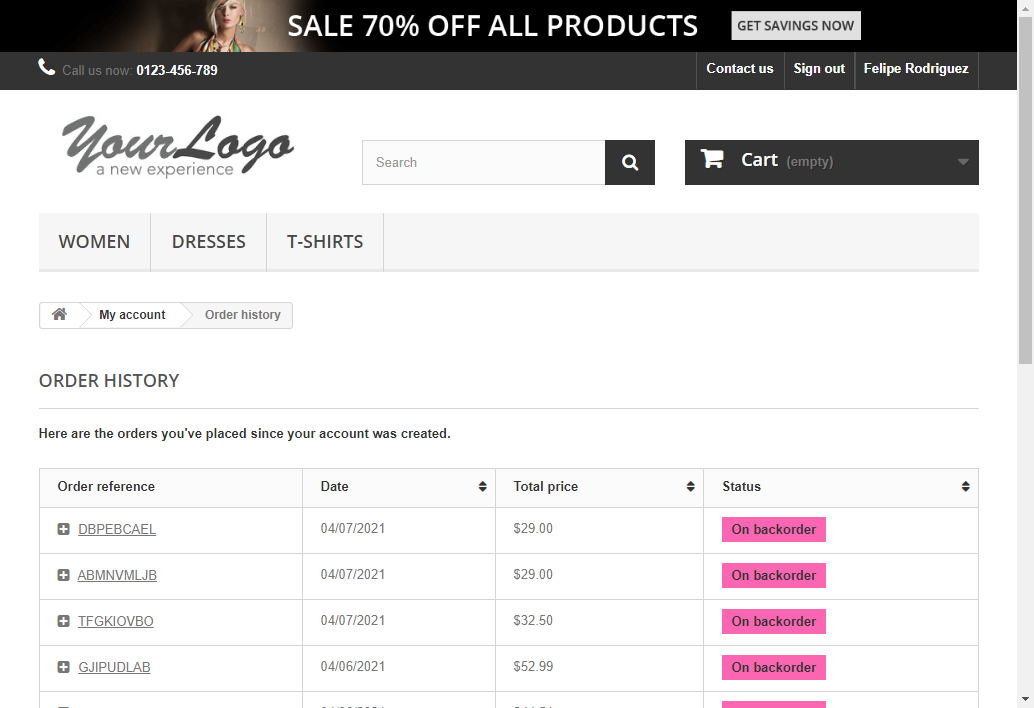 SALE 70% OFF ALL PRODUCTS GET SAVINGS NOW
Call us now: 0123-456-789 Contact us Sign out Felipe Rodriguez
YourLogo
a new experience
Search Cart (empty)
WOMEN DRESSES T-SHIRTS
My account Order history
ORDER HISTORY
Here are the orders you've placed since your account was created.
Order reference Date Total price Status
DBPEBCAEL 04/07/2021 $29.00 On backorder
ABMNVMLJB 04/07/2021 $29.00 On backorder
TFGKIOVBO 04/07/2021 $32.50 On backorder
GJIPUDLAB 04/06/2021 $52.99 On backorder